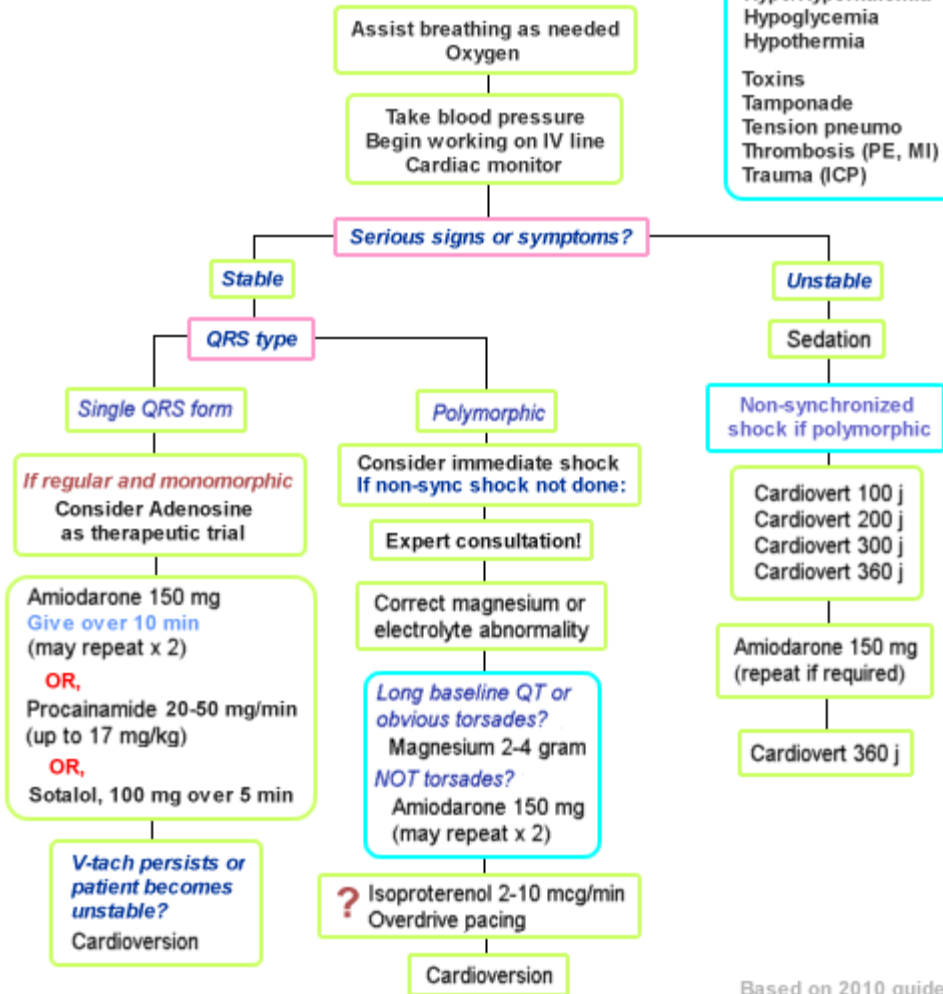 Assist breathing as needed
Oxygen
Take blood pressure
Begin working on IV line
Cardiac monitor
Hypoglycemia
Hypothermia
Toxins
Tamponade
Tension pneumo
Thrombosis (PE, MI)
Trauma (ICP)
Serious signs or symptoms?
Stable
QRS type
Single QRS form
If regular and monomorphic
Consider Adenosine
as therapeutic trial
Amiodarone 150 mg
Give over 10 min
(may repeat x 2)
OR,
Procainamide 20-50 mg/min
(up to 17 mg/kg)
OR,
Sotalol, 100 mg over 5 min
V-tach persists or
patient becomes
unstable?
Cardioversion
Polymorphic
Consider immediate shock
If non-sync shock not done:
Expert consultation!
Correct magnesium or
electrolyte abnormality
Long baseline QT or
obvious torsades?
Magnesium 2-4 gram
NOT torsades?
Amiodarone 150 mg
(may repeat x 2)
? Isoproterenol 2-10 mcg/min
Overdrive pacing
Cardioversion
Unstable
Sedation
Non-synchronized
shock if polymorphic
Cardiovert 100 j
Cardiovert 200 j
Cardiovert 300 j
Cardiovert 360 j
Amiodarone 150 mg
(repeat if required)
Cardiovert 360 j
Based on 2010 guide